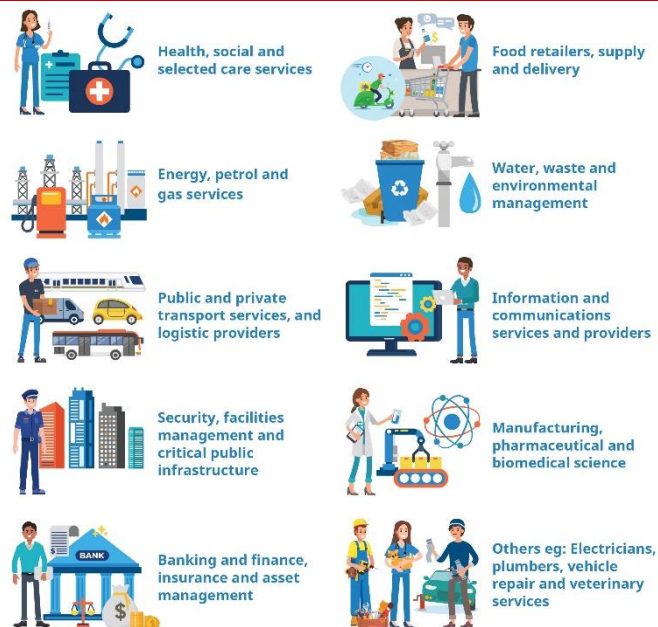 Health, social and
selected care services
Food retailers, supply
and delivery
Energy, petrol and
gas services
Water, waste and
environmental
management
Public and private
transport services, and
logistic providers
Information and
communications
services and providers
Security, facilities
management and
critical public
infrastructure
Manufacturing,
pharmaceutical and
biomedical science
BANK
$
Banking and finance,
insurance and asset
management
Others eg: Electricians,
plumbers, vehicle
repair and veterinary
services